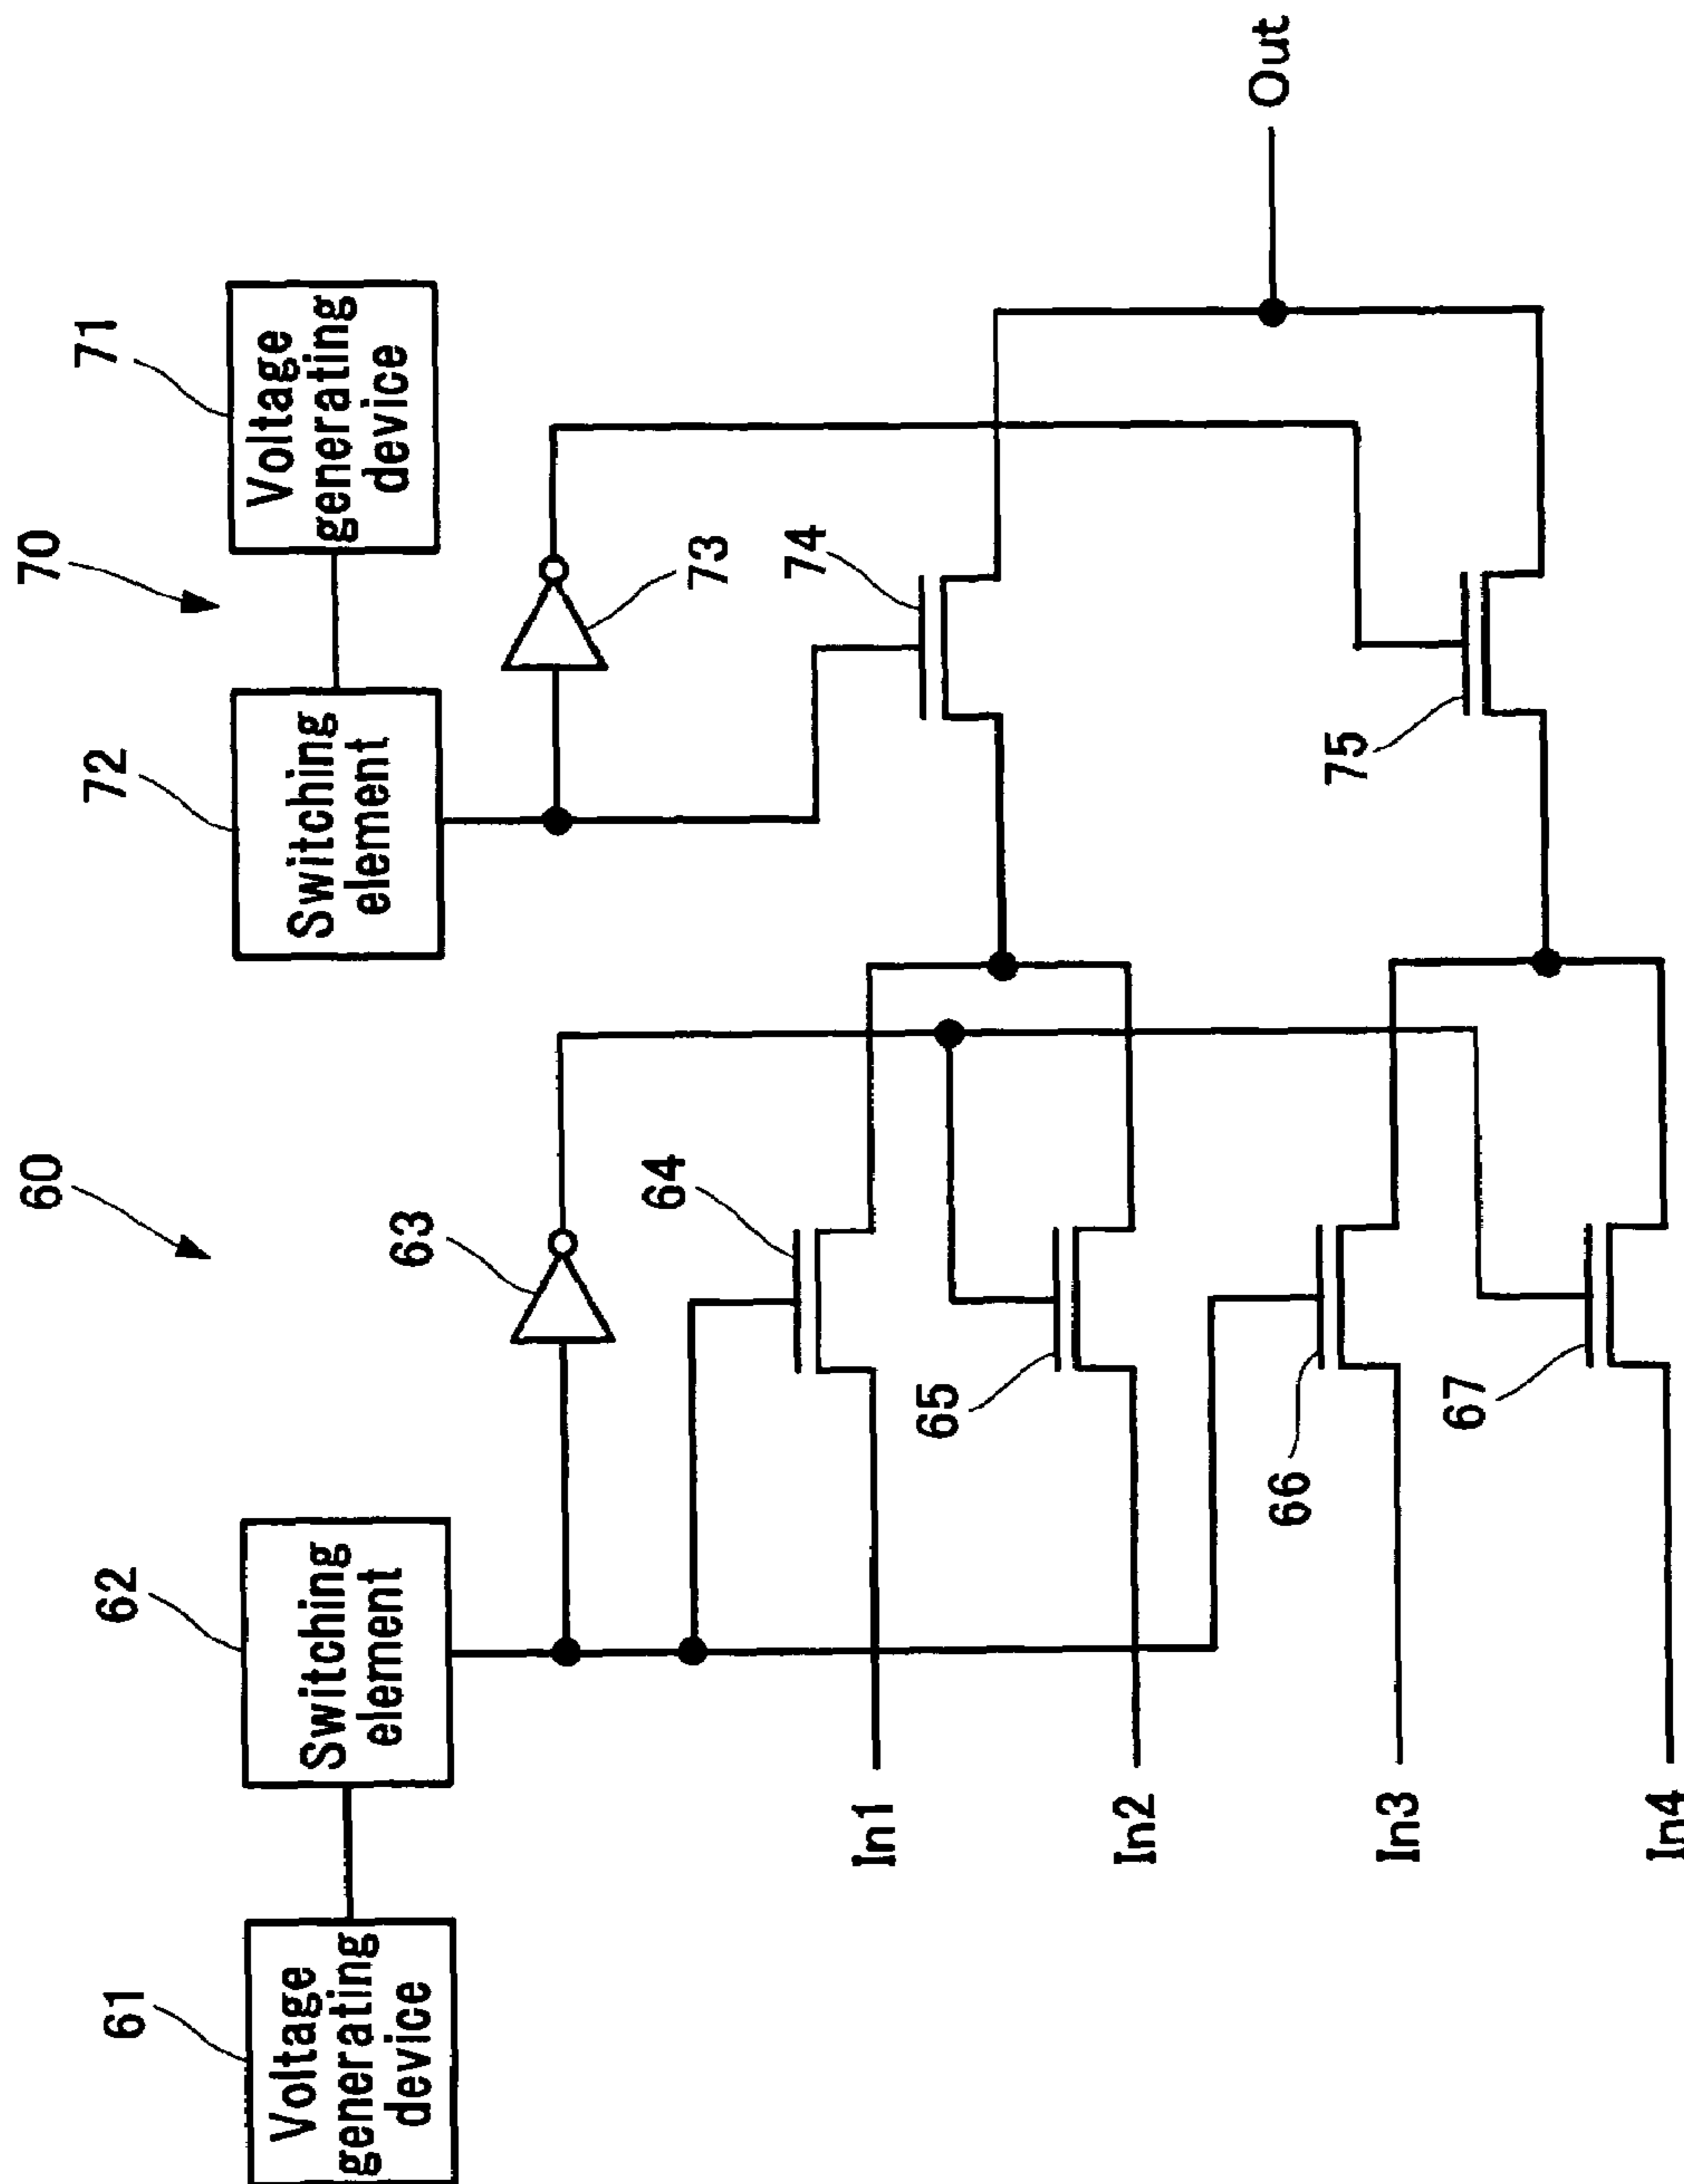 60
70
61
62
72
71
Voltage
generating
device
Switching
element
Switching
element
Voltage
generating
device
63
73
64
74
In1
65
In2
Out
66
75
In3
67
In4